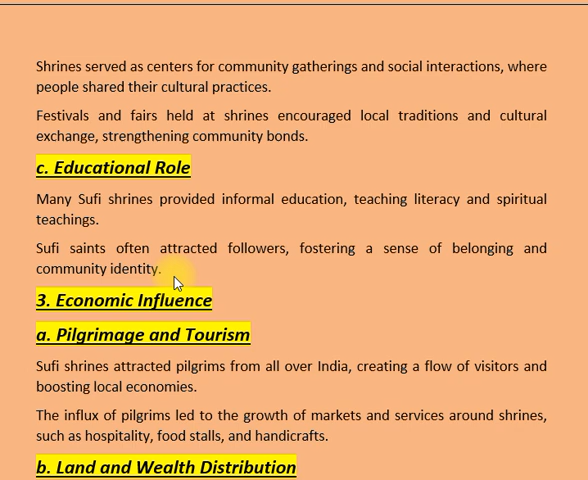 Shrines served as centers for community gatherings and social interactions, where
people shared their cultural practices.
Festivals and fairs held at shrines encouraged local traditions and cultural
exchange, strengthening community bonds.
c. Educational Role
Many Sufi shrines provided informal education, teaching literacy and spiritual
teachings.
Sufi saints often attracted followers, fostering a sense of belonging and
community identity.
3. Economic Influence
a. Pilgrimage and Tourism
Sufi shrines attracted pilgrims from all over India, creating a flow of visitors and
boosting local economies.
The influx of pilgrims led to the growth of markets and services around shrines,
such as hospitality, food stalls, and handicrafts.
b. Land and Wealth Distribution